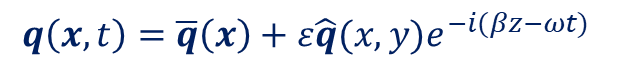 q(x,t) = q̅(x) + εq̂(x,y)e^{−i(βz−ωt)}